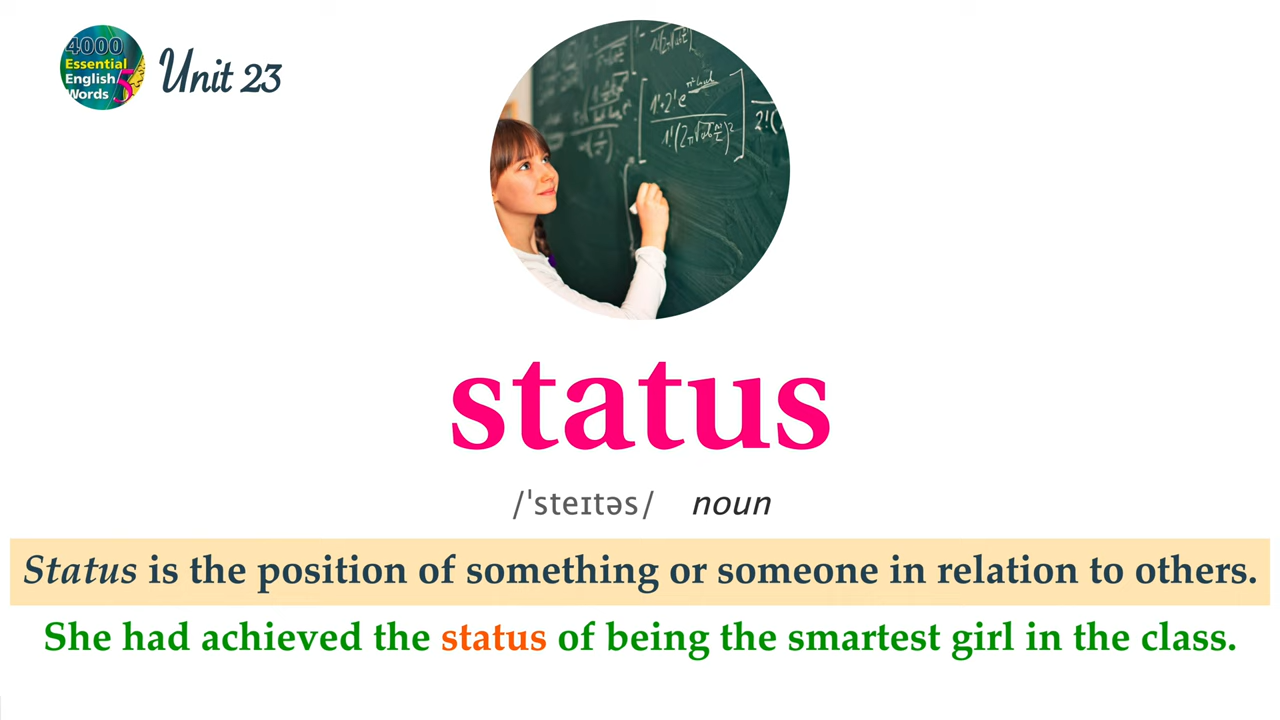 4000
Essential
English
Words 5
Unit 23
status
/ˈsteɪtəs/ noun
Status is the position of something or someone in relation to others.
She had achieved the status of being the smartest girl in the class.